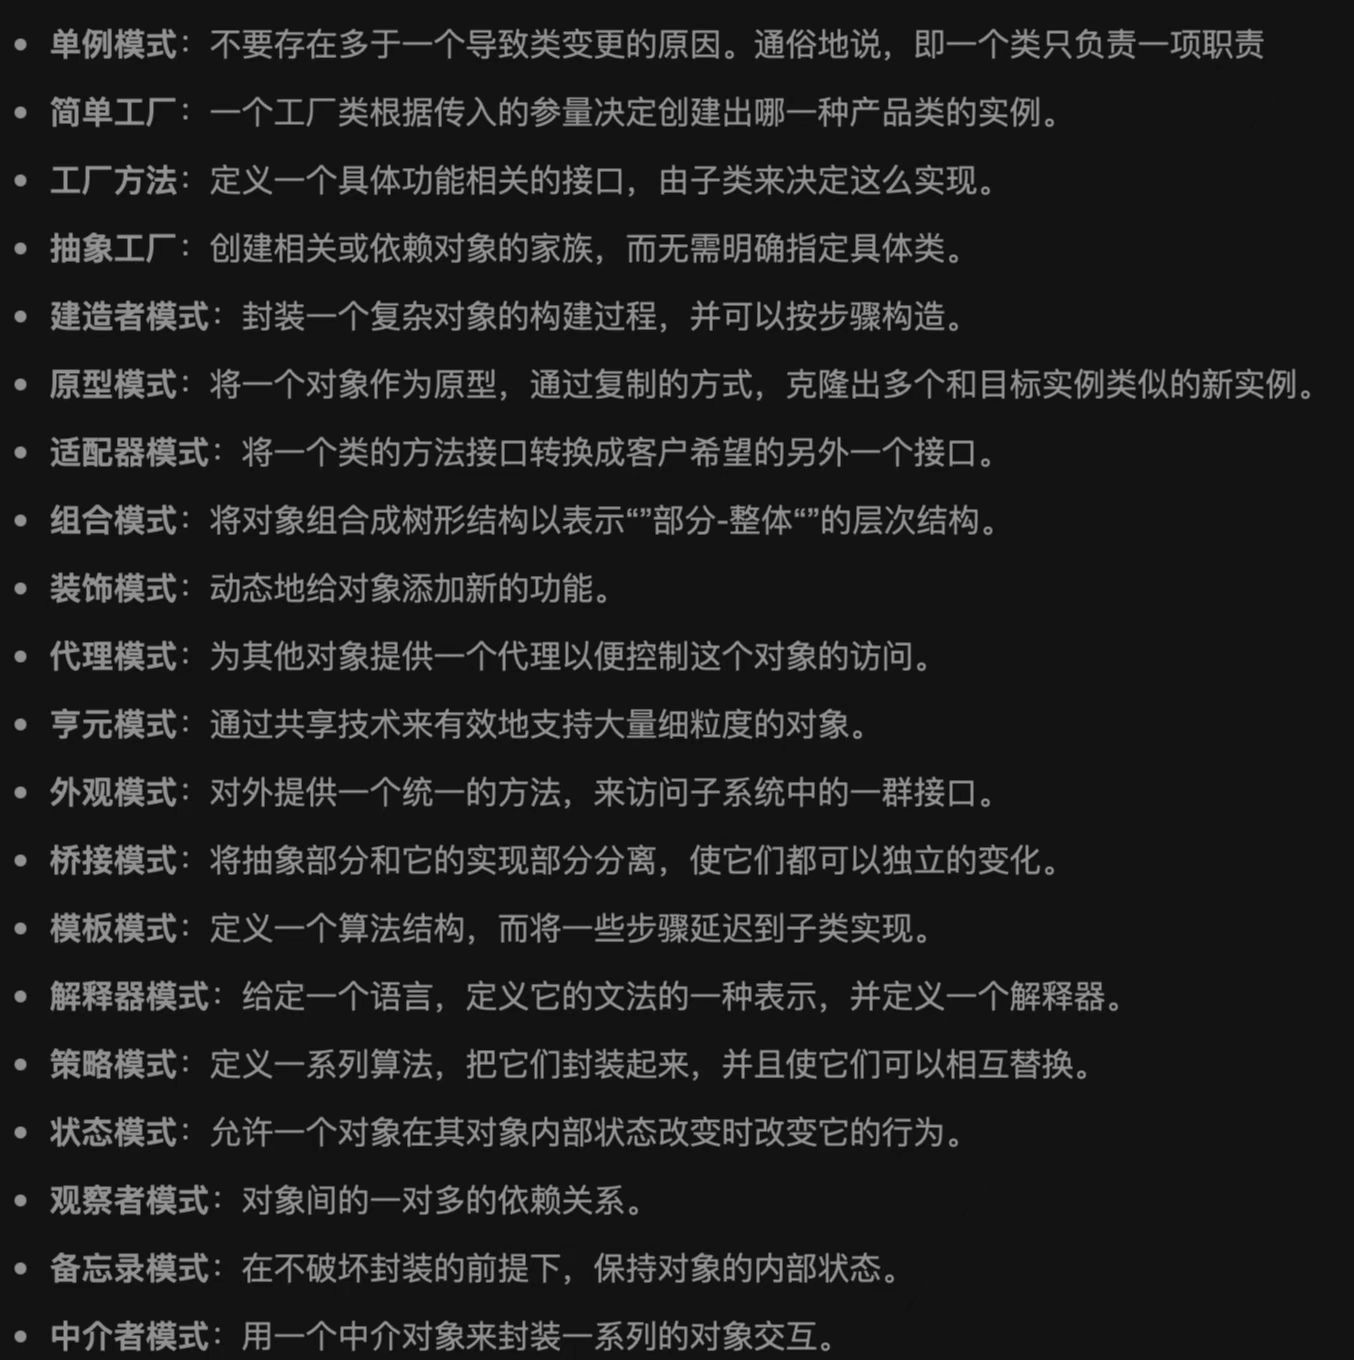 • 单例模式：不要存在多于一个导致类变更的原因。通俗地说，即一个类只负责一项职责
• 简单工厂：一个工厂类根据传入的参量决定创建出哪一种产品类的实例。
• 工厂方法：定义一个具体功能相关的接口，由子类来决定这么实现。
• 抽象工厂：创建相关或依赖对象的家族，而无需明确指定具体类。
• 建造者模式：封装一个复杂对象的构建过程，并可以按步骤构造。
• 原型模式：将一个对象作为原型，通过复制的方式，克隆出多个和目标实例类似的新实例。
• 适配器模式：将一个类的方法接口转换成客户希望的另外一个接口。
• 组合模式：将对象组合成树形结构以表示“”部分-整体“”的层次结构。
• 装饰模式：动态地给对象添加新的功能。
• 代理模式：为其他对象提供一个代理以便控制这个对象的访问。
• 亨元模式：通过共享技术来有效地支持大量细粒度的对象。
• 外观模式：对外提供一个统一的方法，来访问子系统中的一群接口。
• 桥接模式：将抽象部分和它的实现部分分离，使它们都可以独立的变化。
• 模板模式：定义一个算法结构，而将一些步骤延迟到子类实现。
• 解释器模式：给定一个语言，定义它的文法的一种表示，并定义一个解释器。
• 策略模式：定义一系列算法，把它们封装起来，并且使它们可以相互替换。
• 状态模式：允许一个对象在其对象内部状态改变时改变它的行为。
• 观察者模式：对象间的一对多的依赖关系。
• 备忘录模式：在不破坏封装的前提下，保持对象的内部状态。
• 中介者模式：用一个中介对象来封装一系列的对象交互。